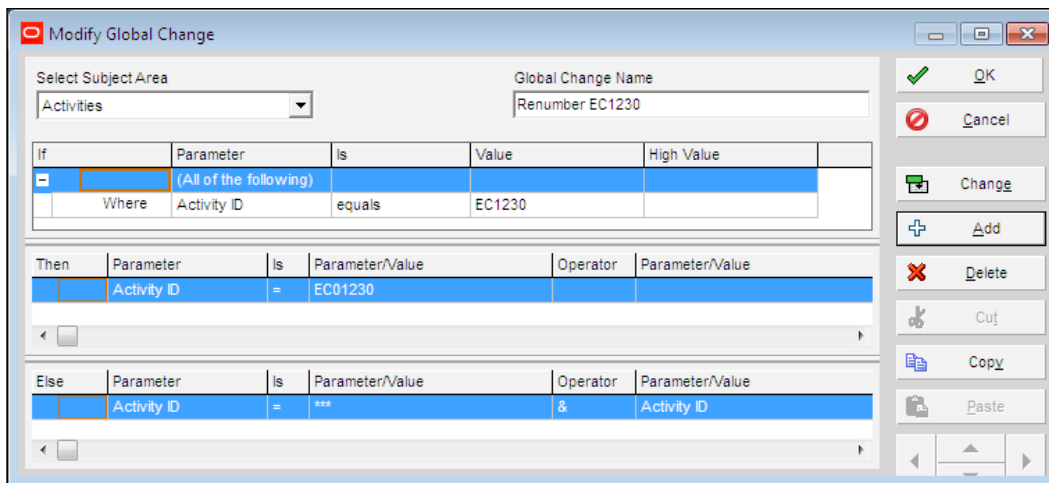 Modify Global Change
Select Subject Area
Global Change Name
Activities
Renumber EC1230
If Parameter Is Value High Value
(All of the following)
Where Activity ID equals EC1230
Then Parameter Is Parameter/Value Operator Parameter/Value
Activity ID = EC01230
Else Parameter Is Parameter/Value Operator Parameter/Value
Activity ID = *** & Activity ID
OK
Cancel
Change
Add
Delete
Cut
Copy
Paste